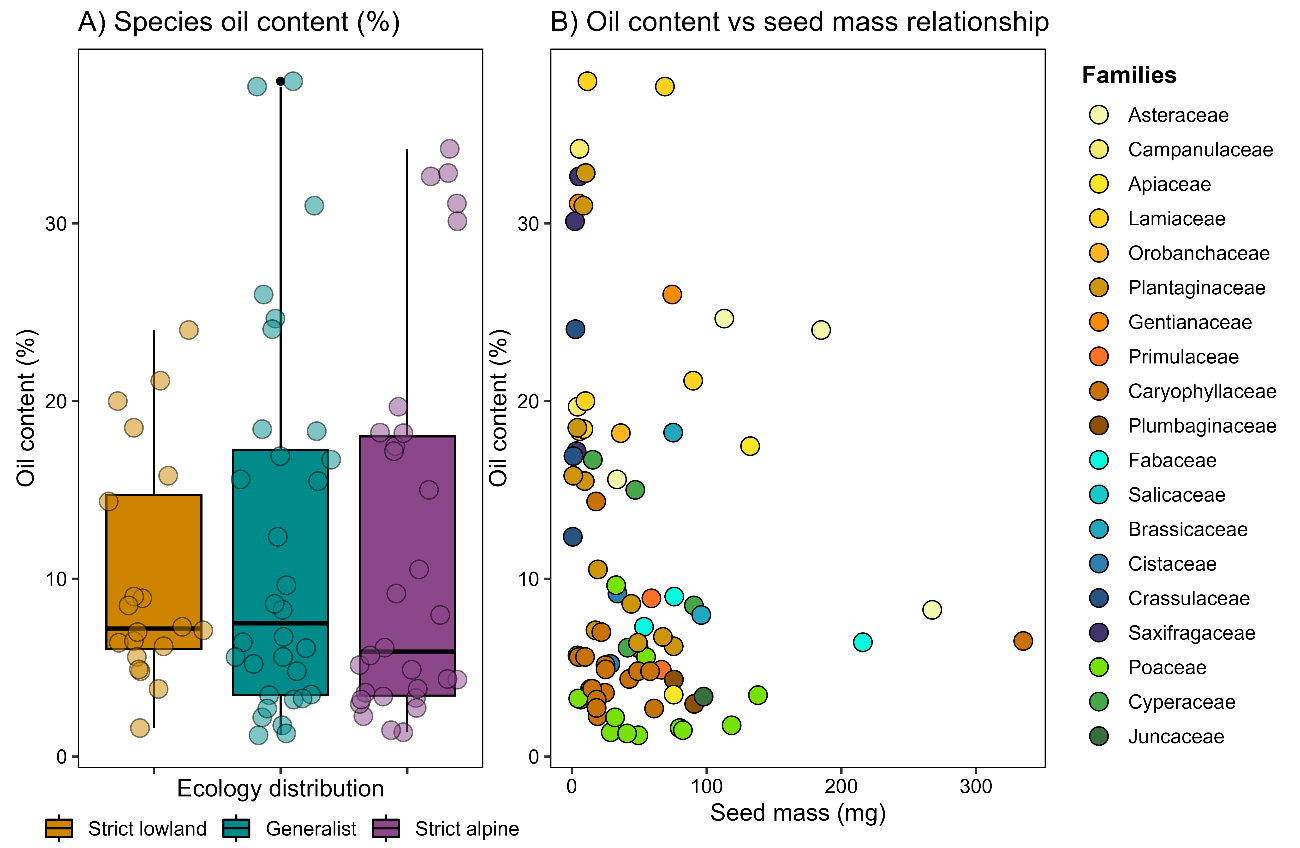 A) Species oil content (%)
Oil content (%)
30
20
10
0
Ecology distribution
Strict lowland
Generalist
Strict alpine
B) Oil content vs seed mass relationship
Oil content (%)
30
20
10
0
0
100
200
300
Seed mass (mg)
Families
Asteraceae
Campanulaceae
Apiaceae
Lamiaceae
Orobanchaceae
Plantaginaceae
Gentianaceae
Primulaceae
Caryophyllaceae
Plumbaginaceae
Fabaceae
Salicaceae
Brassicaceae
Cistaceae
Crassulaceae
Saxifragaceae
Poaceae
Cyperaceae
Juncaceae